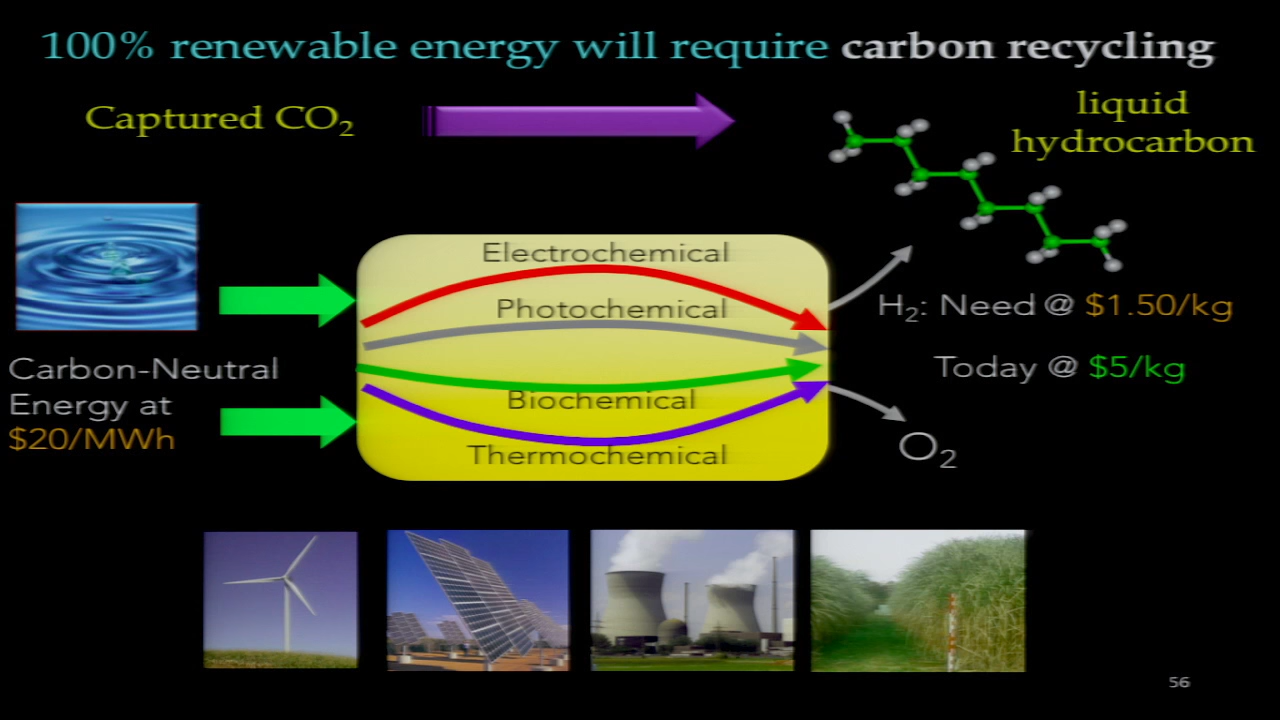 100% renewable energy will require carbon recycling
Captured CO₂
liquid
hydrocarbon
Electrochemical
Photochemical
Biochemical
Thermochemical
Carbon-Neutral
Energy at
$20/MWh
H₂: Need @ $1.50/kg
Today @ $5/kg
O₂
56